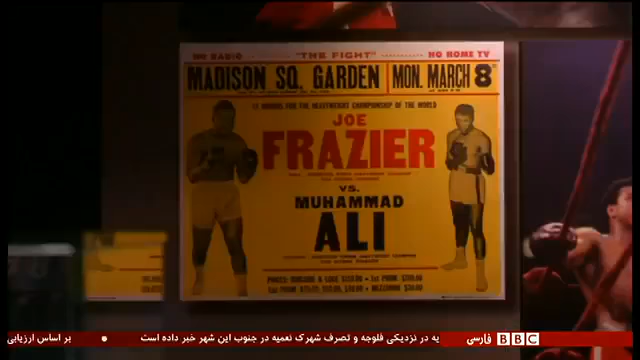 NO RADIO "THE FIGHT" NO HOME TV
MADISON SQ. GARDEN MON. MARCH 8
15 ROUNDS FOR THE HEAVYWEIGHT CHAMPIONSHIP OF THE WORLD
JOE
FRAZIER
VS.
MUHAMMAD
ALI
یه در نزدیکی فلوجه و تصرف شهرک نعمیه در جنوب این شهر خبر داده است • بر اساس ارزیابی
BBC فارسی